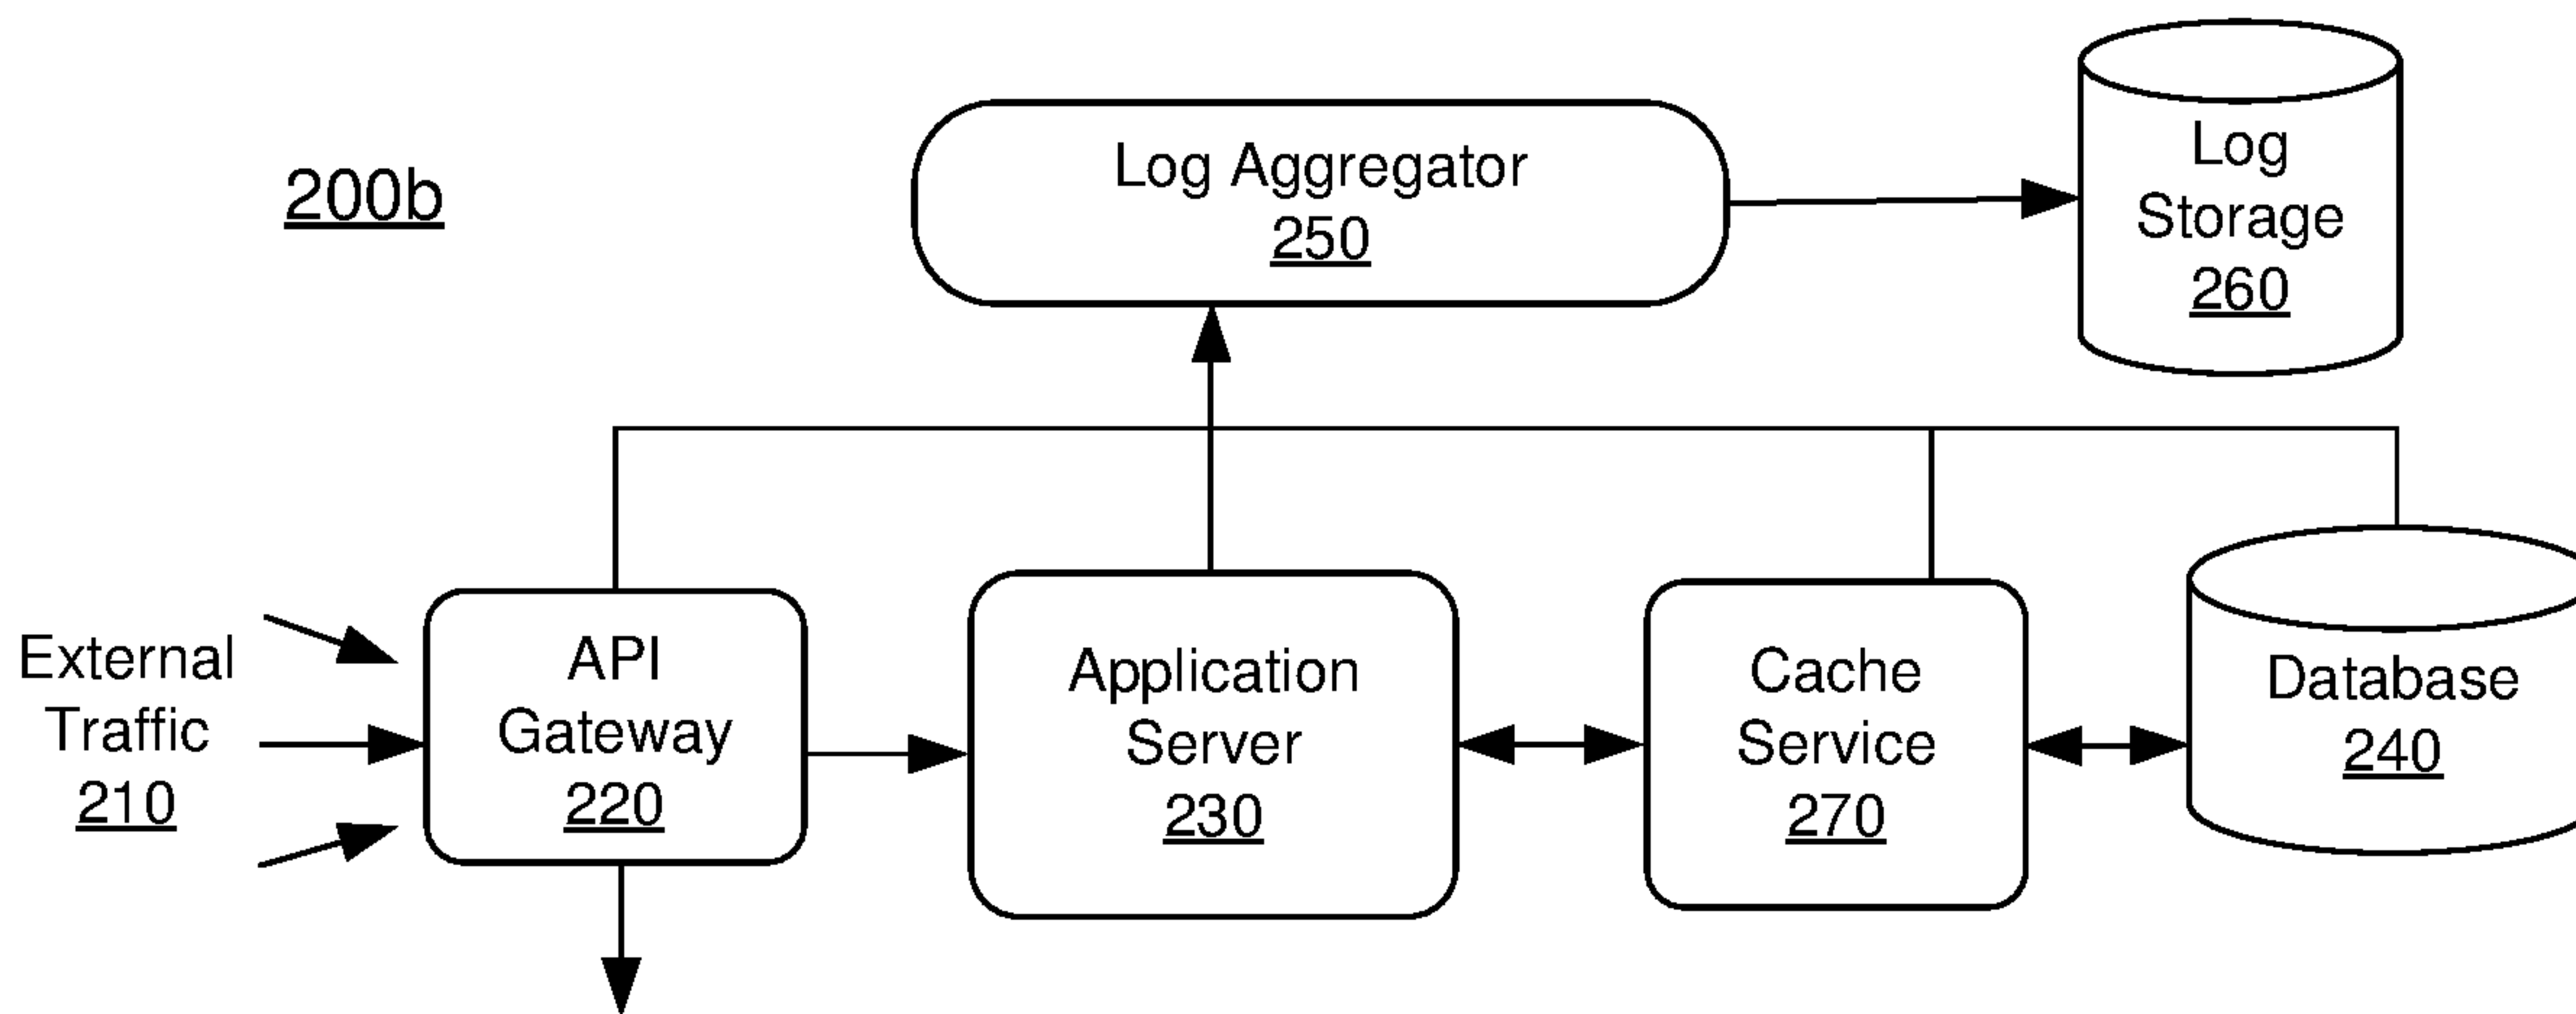 200b
Log Aggregator
250
Log
Storage
260
External
Traffic
210
API
Gateway
220
Application
Server
230
Cache
Service
270
Database
240